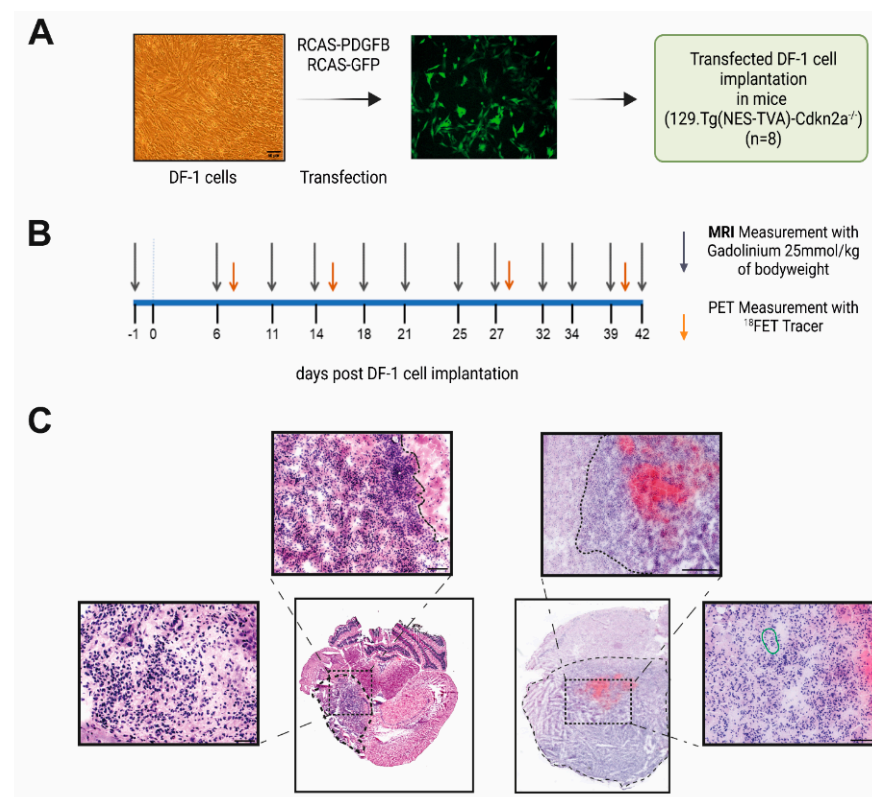 A
RCAS-PDGFB
RCAS-GFP
DF-1 cells
Transfection
Transfected DF-1 cell
implantation
in mice
(129.Tg(NES-TVA)-Cdkn2a⁻/⁻)
(n=8)
B
-1 0 6 11 14 18 21 25 27 32 34 39 42
days post DF-1 cell implantation
MRI Measurement with
Gadolinium 25mmol/kg
of bodyweight
PET Measurement with
¹⁸FET Tracer
C